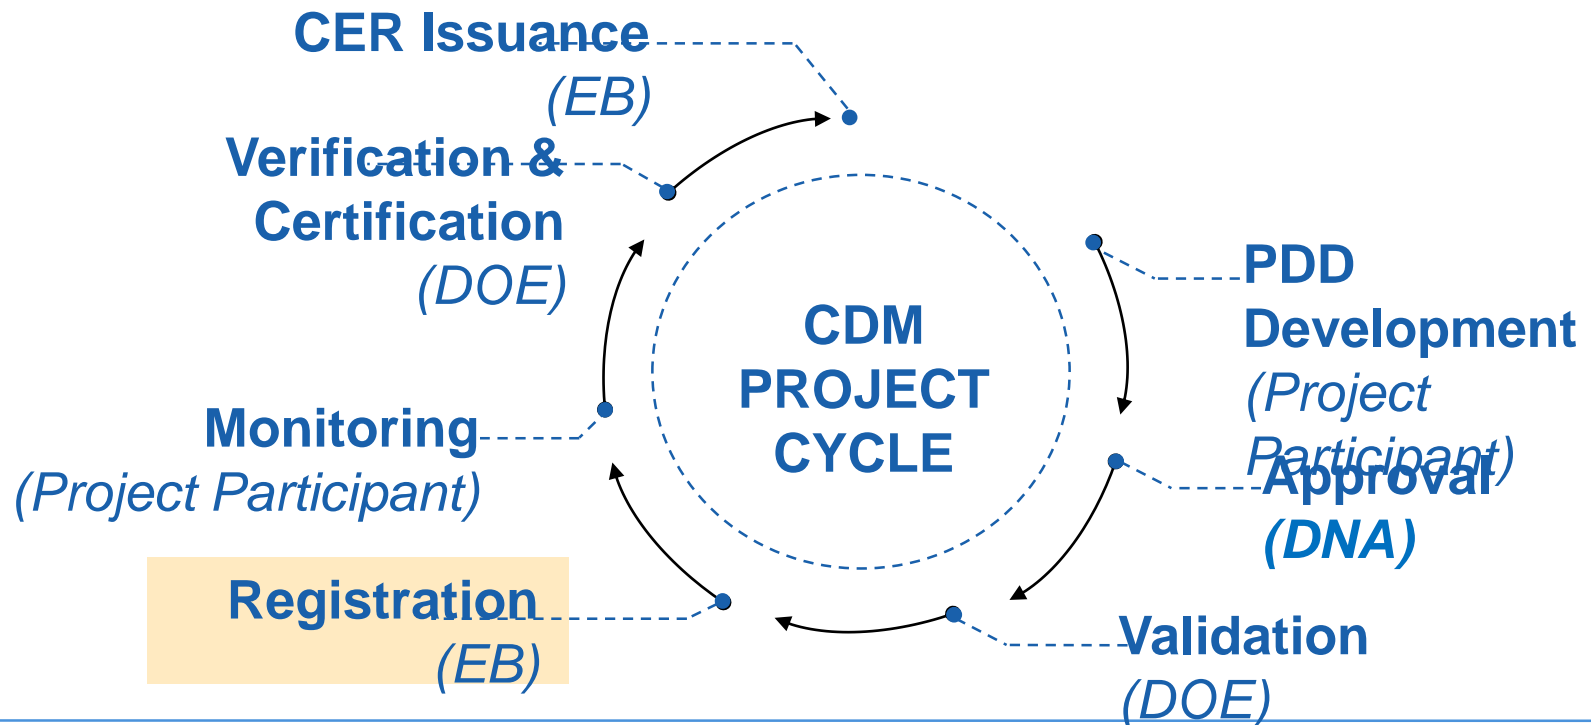 CER Issuance
(EB)
Verification &
Certification
(DOE)
PDD
Development
(Project
Participant)
CDM
PROJECT
CYCLE
Monitoring
(Project Participant)
Approval
(DNA)
Registration
(EB)
Validation
(DOE)